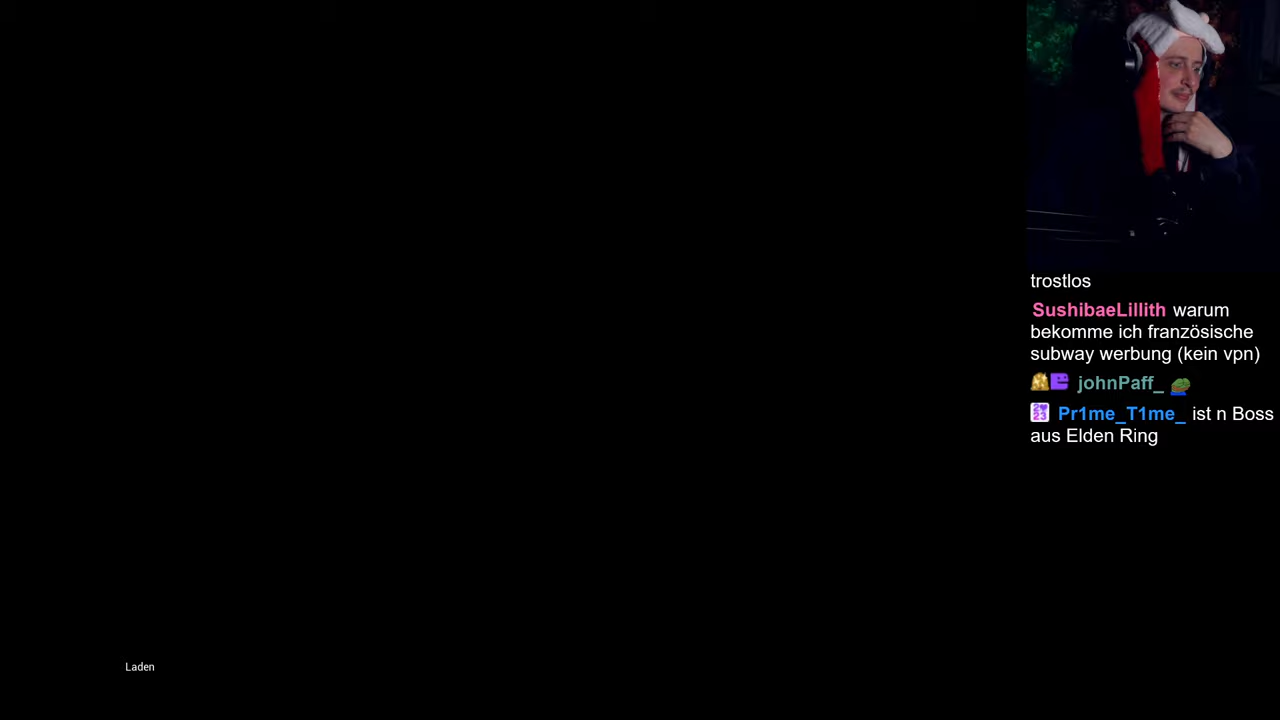 trostlos
SushibaeLillith warum
bekomme ich französische
subway werbung (kein vpn)
johnPaff_
Pr1me_T1me_ ist n Boss
aus Elden Ring
Laden